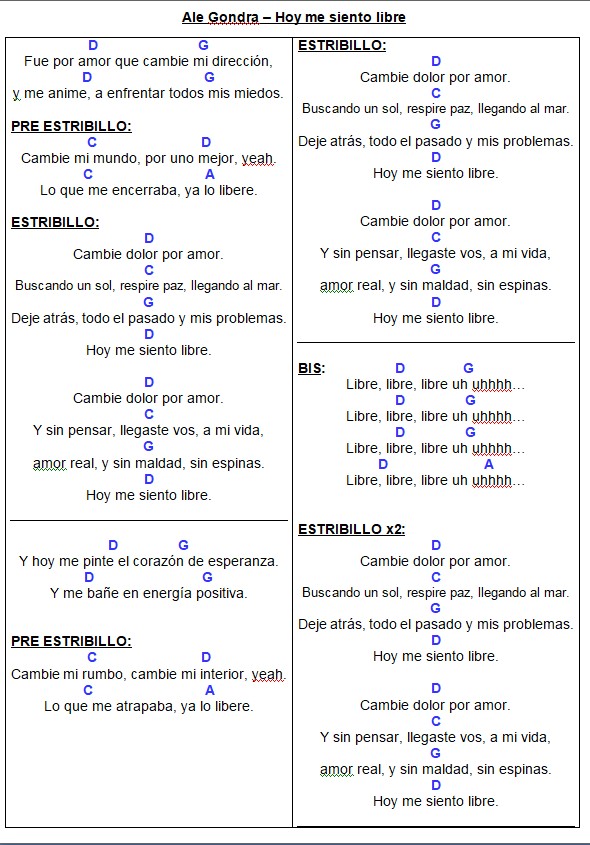 Ale Gondra – Hoy me siento libre
D G
Fue por amor que cambie mi dirección,
D G
y me anime, a enfrentar todos mis miedos.
PRE ESTRIBILLO:
C D
Cambie mi mundo, por uno mejor, yeah.
C A
Lo que me encerraba, ya lo libere.
ESTRIBILLO:
D
Cambie dolor por amor.
C
Buscando un sol, respire paz, llegando al mar.
G
Deje atrás, todo el pasado y mis problemas.
D
Hoy me siento libre.
D
Cambie dolor por amor.
C
Y sin pensar, llegaste vos, a mi vida,
G
amor real, y sin maldad, sin espinas.
D
Hoy me siento libre.
D G
Y hoy me pinte el corazón de esperanza.
D G
Y me bañe en energía positiva.
PRE ESTRIBILLO:
C D
Cambie mi rumbo, cambie mi interior, yeah.
C A
Lo que me atrapaba, ya lo libere.
ESTRIBILLO:
D
Cambie dolor por amor.
C
Buscando un sol, respire paz, llegando al mar.
G
Deje atrás, todo el pasado y mis problemas.
D
Hoy me siento libre.
D
Cambie dolor por amor.
C
Y sin pensar, llegaste vos, a mi vida,
G
amor real, y sin maldad, sin espinas.
D
Hoy me siento libre.
BIS: D G
Libre, libre, libre uh uhhhh…
D G
Libre, libre, libre uh uhhhh…
D G
Libre, libre, libre uh uhhhh…
D A
Libre, libre, libre uh uhhhh…
ESTRIBILLO x2:
D
Cambie dolor por amor.
C
Buscando un sol, respire paz, llegando al mar.
G
Deje atrás, todo el pasado y mis problemas.
D
Hoy me siento libre.
D
Cambie dolor por amor.
C
Y sin pensar, llegaste vos, a mi vida,
G
amor real, y sin maldad, sin espinas.
D
Hoy me siento libre.